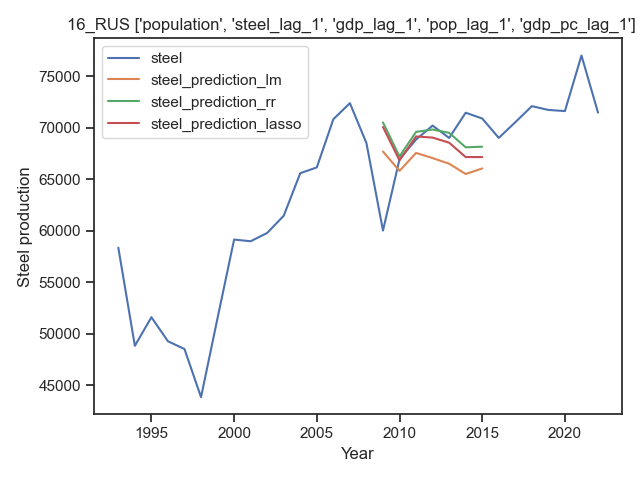 16_RUS ['population', 'steel_lag_1', 'gdp_lag_1', 'pop_lag_1', 'gdp_pc_lag_1']
steel
steel_prediction_lm
steel_prediction_rr
steel_prediction_lasso
Steel production
75000
70000
65000
60000
55000
50000
45000
1995
2000
2005
2010
2015
2020
Year